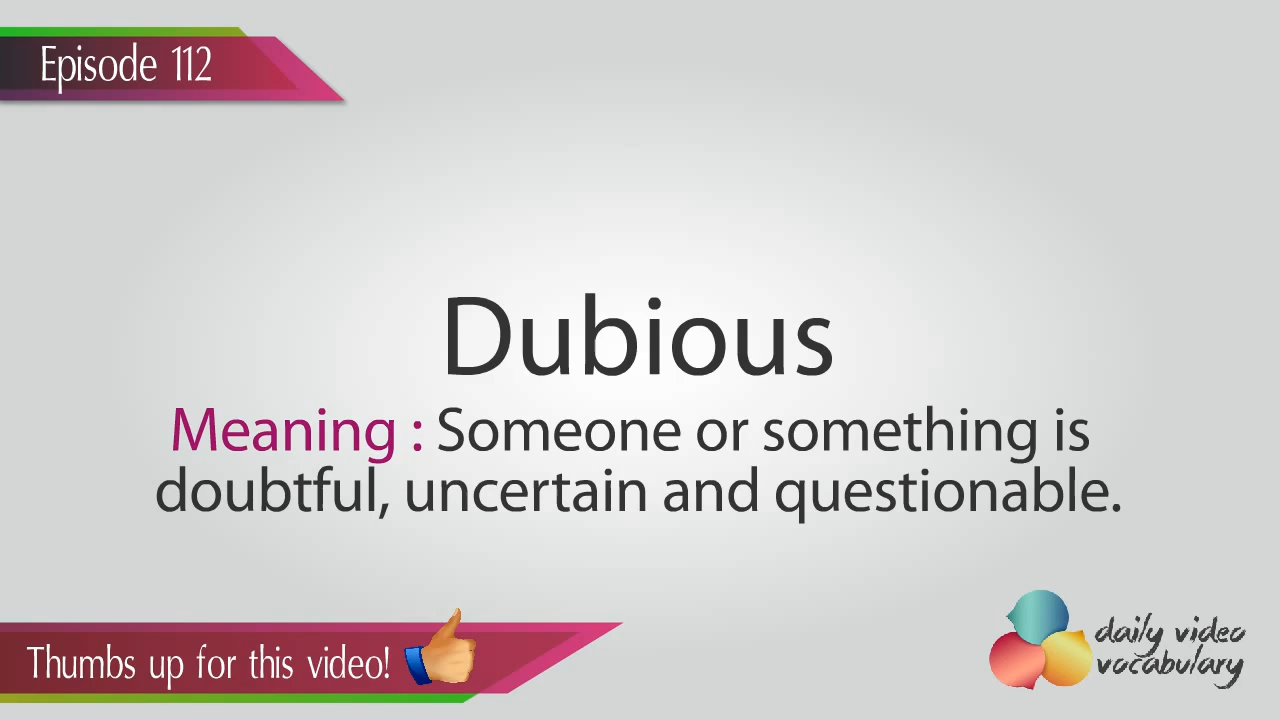 Episode 112
Dubious
Meaning : Someone or something is
doubtful, uncertain and questionable.
Thumbs up for this video!
daily video
vocabulary